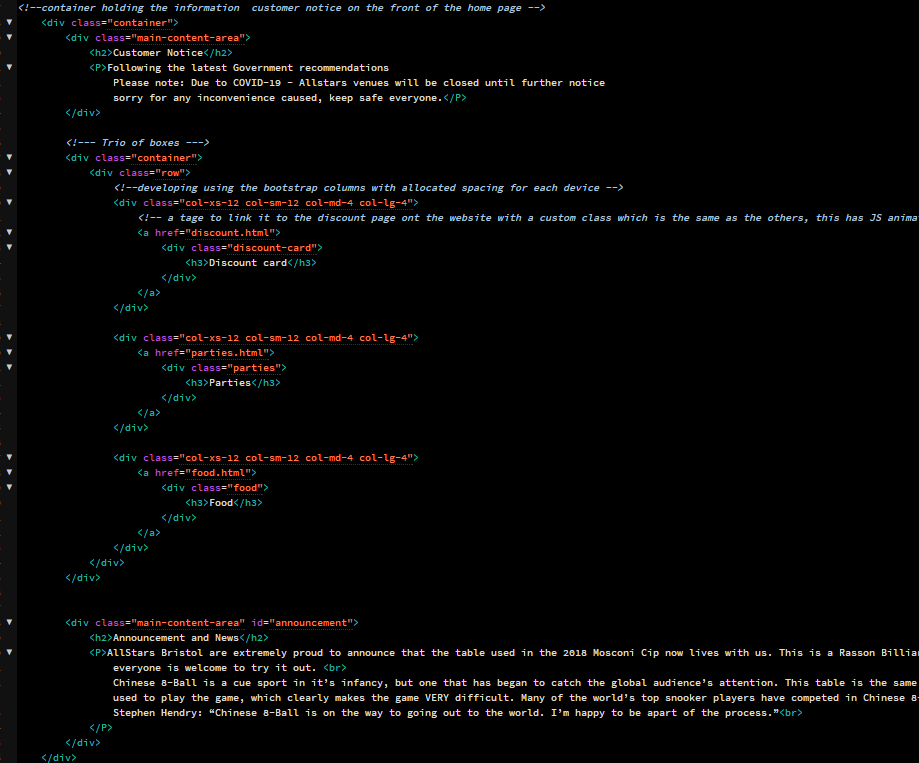 <!--container holding the information  customer notice on the front of the home page -->
<div class="container">
<div class="main-content-area">
<h2>Customer Notice</h2>
<P>Following the latest Government recommendations
Please note: Due to COVID-19 - Allstars venues will be closed until further notice
sorry for any inconvenience caused, keep safe everyone.</P>
</div>
<!--- Trio of boxes --->
<div class="container">
<div class="row">
<!--developing using the bootstrap columns with allocated spacing for each device -->
<div class="col-xs-12 col-sm-12 col-md-4 col-lg-4">
<!-- a tage to link it to the discount page ont the website with a custom class which is the same as the others, this has JS anima
<a href="discount.html">
<div class="discount-card">
<h3>Discount card</h3>
</div>
</a>
</div>
<div class="col-xs-12 col-sm-12 col-md-4 col-lg-4">
<a href="parties.html">
<div class="parties">
<h3>Parties</h3>
</div>
</a>
</div>
<div class="col-xs-12 col-sm-12 col-md-4 col-lg-4">
<a href="food.html">
<div class="food">
<h3>Food</h3>
</div>
</a>
</div>
</div>
</div>
<div class="main-content-area" id="announcement">
<h2>Announcement and News</h2>
<P>AllStars Bristol are extremely proud to announce that the table used in the 2018 Mosconi Cip now lives with us. This is a Rasson Billiar
everyone is welcome to try it out. <br>
Chinese 8-Ball is a cue sport in it’s infancy, but one that has began to catch the global audience’s attention. This table is the same
used to play the game, which clearly makes the game VERY difficult. Many of the world’s top snooker players have competed in Chinese 8-
Stephen Hendry: “Chinese 8-Ball is on the way to going out to the world. I’m happy to be apart of the process.”<br>
</P>
</div>
</div>